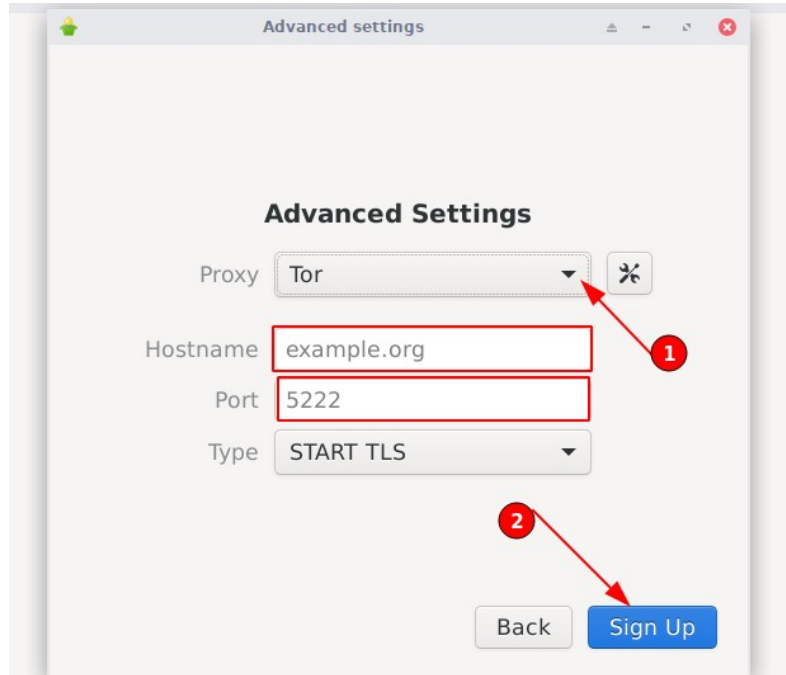 Advanced settings
Advanced Settings
Proxy Tor
1
Hostname example.org
Port 5222
Type START TLS
2
Back Sign Up